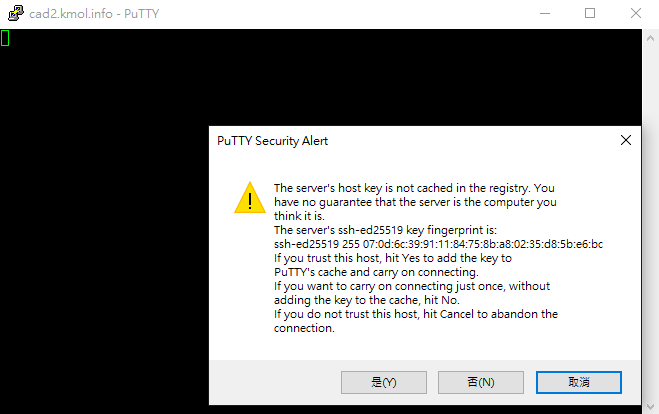 cad2.kmol.info - PuTTY
PuTTY Security Alert
The server's host key is not cached in the registry. You
have no guarantee that the server is the computer you
think it is.
The server's ssh-ed25519 key fingerprint is:
ssh-ed25519 255 07:0d:6c:39:91:11:84:75:8b:a8:02:35:d8:5b:e6:bc
If you trust this host, hit Yes to add the key to
PuTTY's cache and carry on connecting.
If you want to carry on connecting just once, without
adding the key to the cache, hit No.
If you do not trust this host, hit Cancel to abandon the
connection.
是(Y) 否(N) 取消